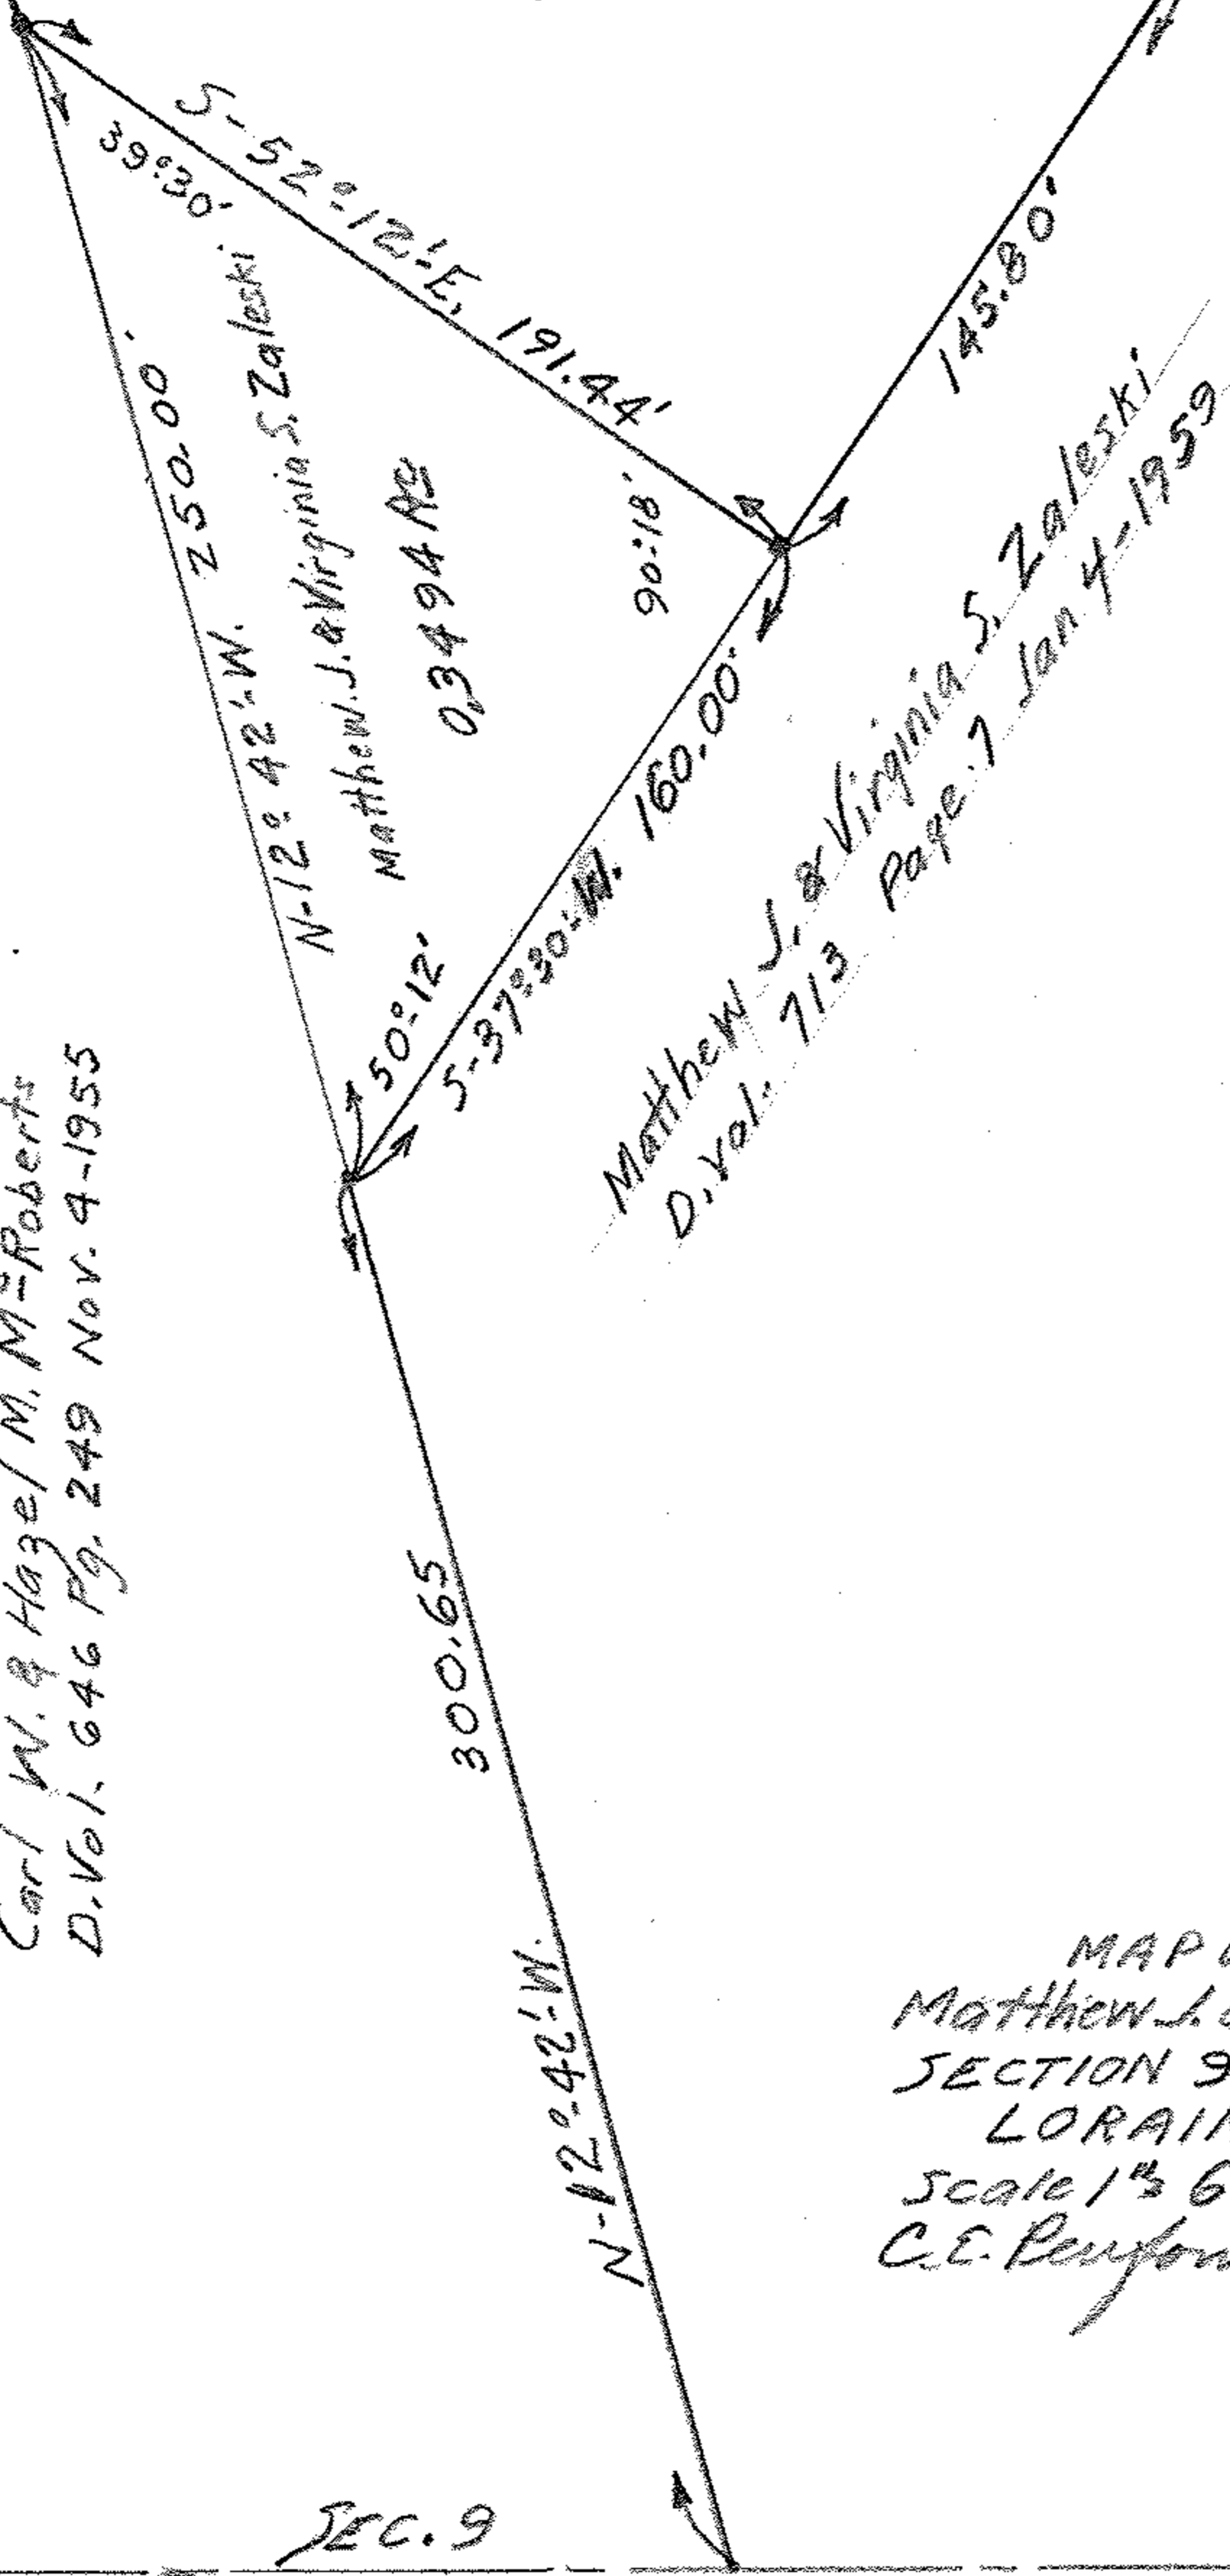 39°30'
S-52°-12'-E. 191.44'
145.80'
N-12°-42'-W. 250.00'
Matthew. J. & Virginia S. Zaleski
0.3494 Ac
90°-18'
50°-12'
S-37°-30'-W. 160.00'
Matthew J. & Virginia S. Zaleski
D. Vol. 713 Page. 7 Jan. 4-1959
Carl W. & Hazel M. Mc Roberts
D. Vol. 646 Pg. 249 Nov. 4-1955
N-12°-42'-W. 300.65
MAP
Matthew J.
SECTION 9
LORAIN
Scale 1" = 6
C.E.
SEC. 9